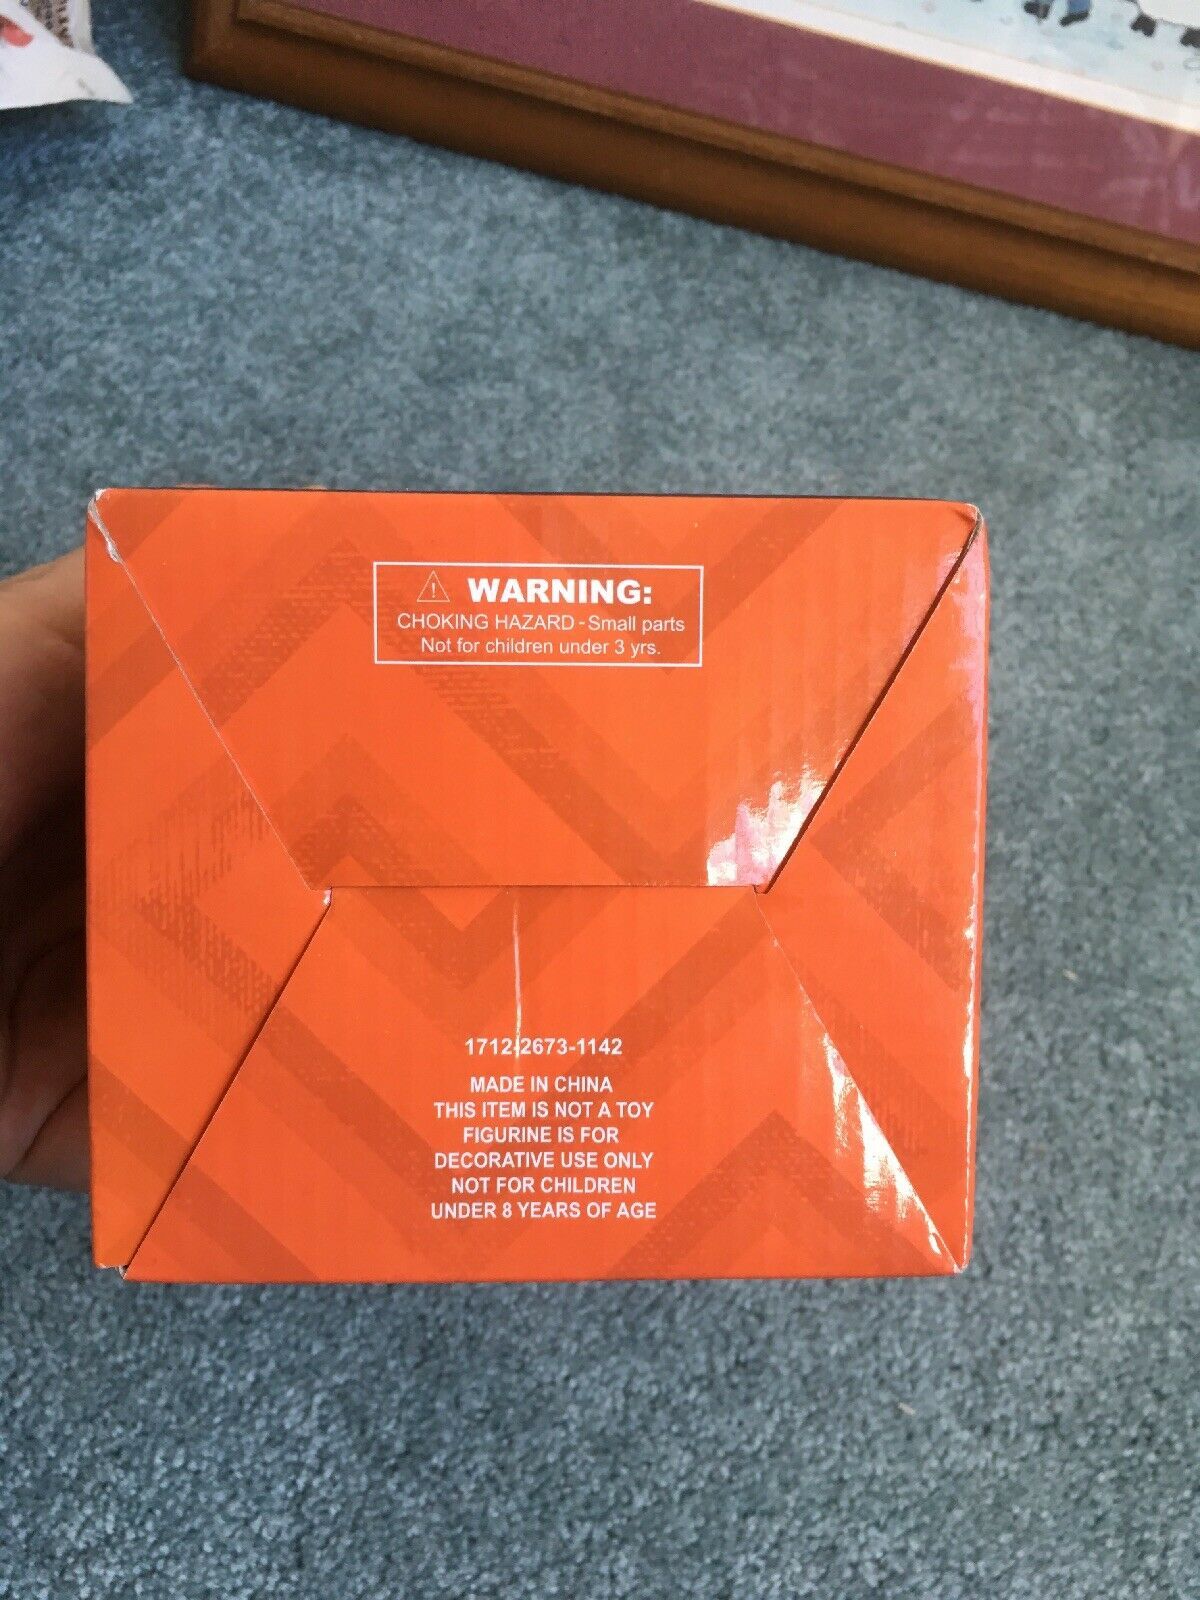 WARNING:
CHOKING HAZARD - Small parts
Not for children under 3 yrs.
1712-2673-1142
MADE IN CHINA
THIS ITEM IS NOT A TOY
FIGURINE IS FOR
DECORATIVE USE ONLY
NOT FOR CHILDREN
UNDER 8 YEARS OF AGE